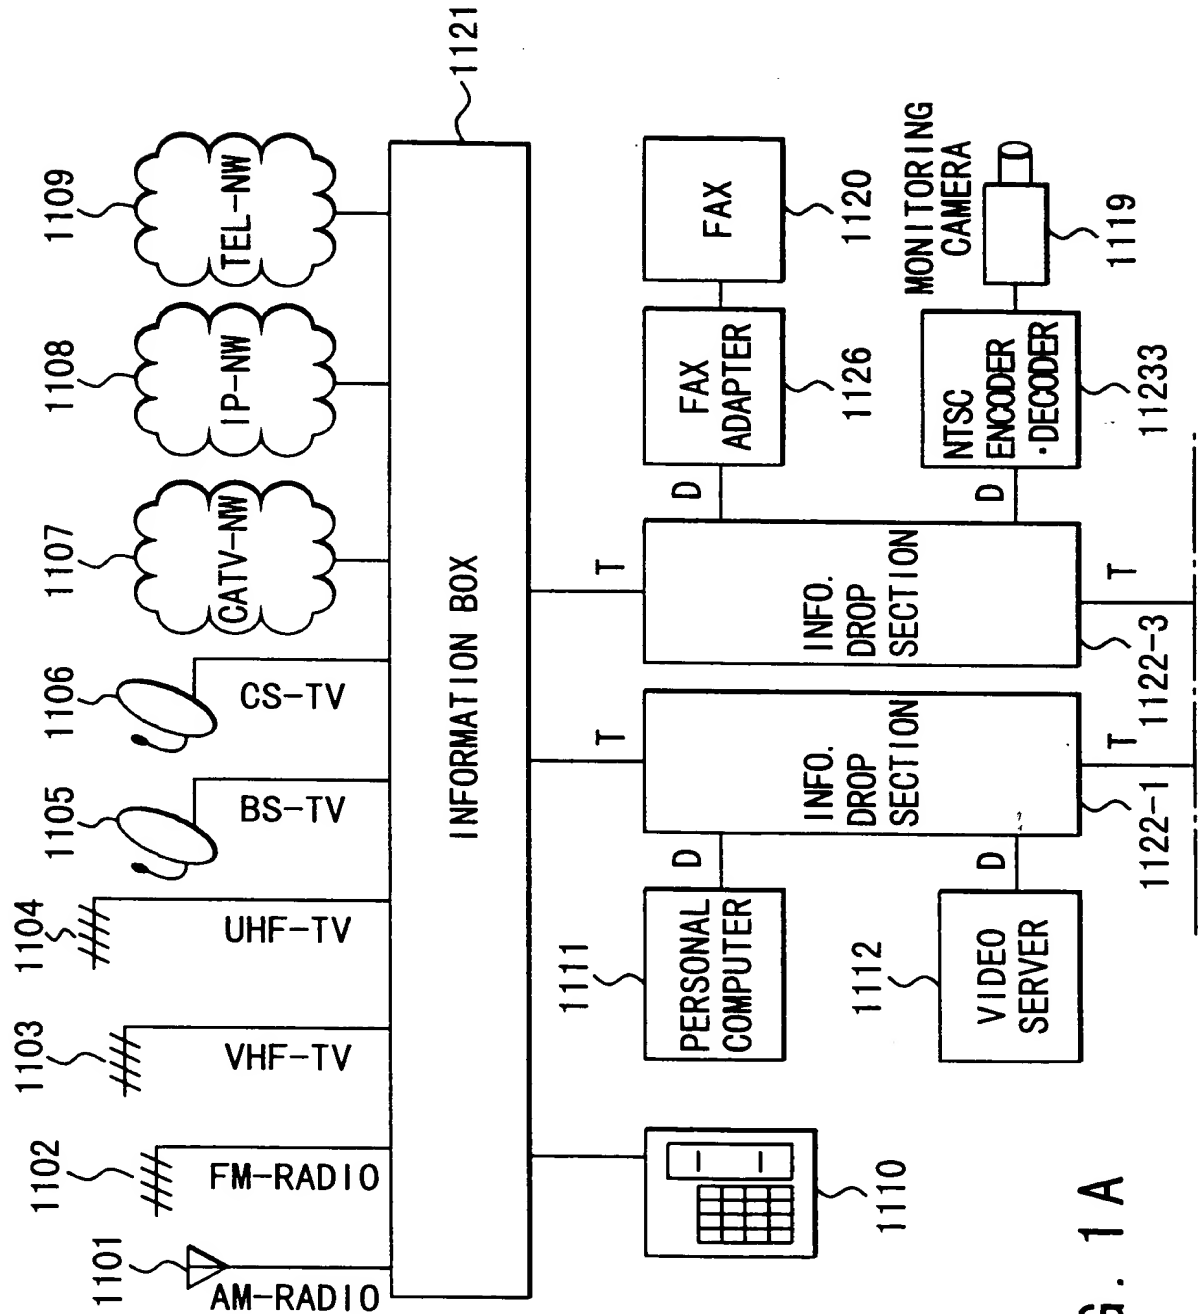 1101
1102
1103
1104
1105
1106
1107
1108
1109
AM-RADIO
FM-RADIO
VHF-TV
UHF-TV
BS-TV
CS-TV
CATV-NW
IP-NW
TEL-NW
INFORMATION BOX
1121
T
T
1110
1111
PERSONAL
COMPUTER
D
INFO.
DROP
SECTION
INFO.
DROP
SECTION
D
FAX
ADAPTER
1126
FAX
1120
1112
VIDEO
SERVER
D
D
NTSC
ENCODER
·DECODER
11233
MONITORING
CAMERA
1119
1122-1
T
1122-3
T
G. 1A